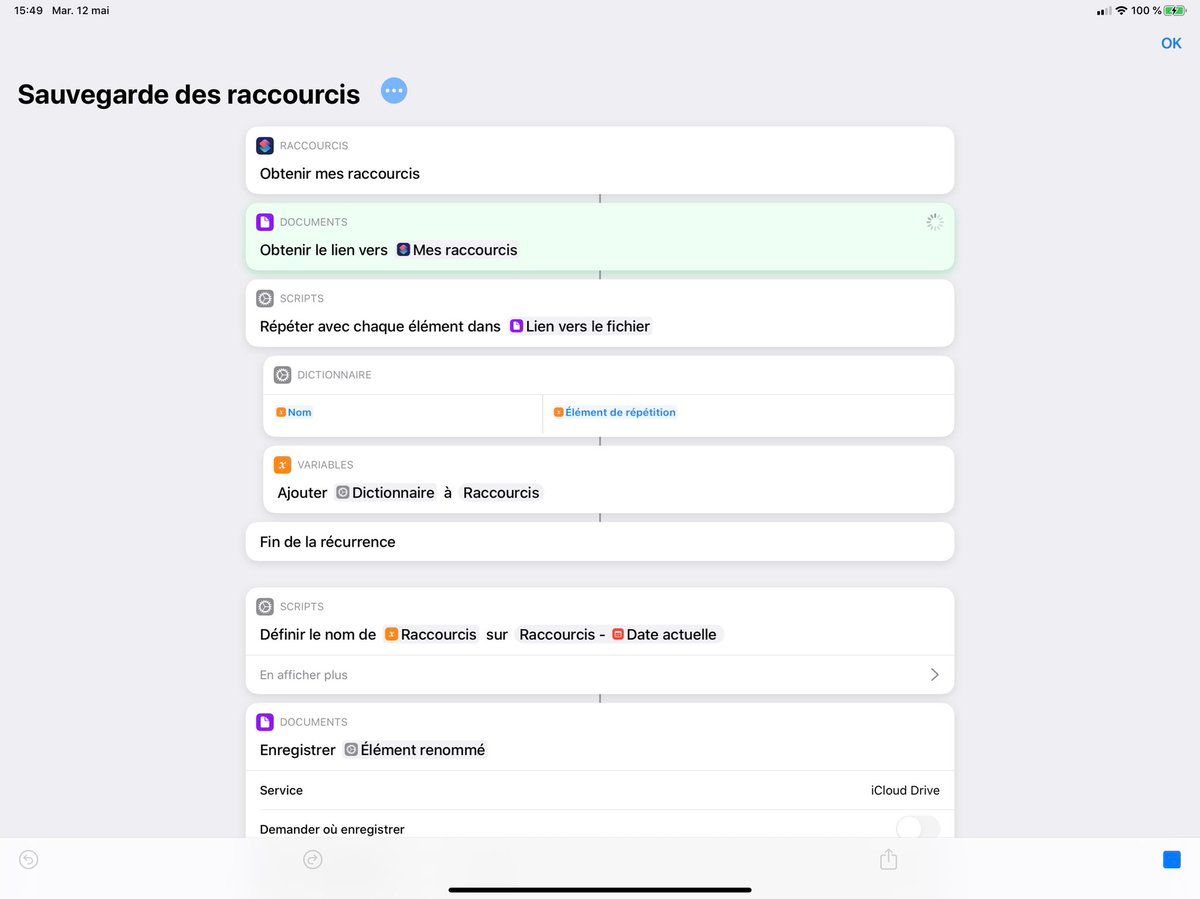 15:49 Mar. 12 mai
100 %
OK
Sauvegarde des raccourcis
RACCOURCIS
Obtenir mes raccourcis
DOCUMENTS
Obtenir le lien vers Mes raccourcis
SCRIPTS
Répéter avec chaque élément dans Lien vers le fichier
DICTIONNAIRE
Nom Élément de répétition
VARIABLES
Ajouter Dictionnaire à Raccourcis
Fin de la récurrence
SCRIPTS
Définir le nom de Raccourcis sur Raccourcis - Date actuelle
En afficher plus
DOCUMENTS
Enregistrer Élément renommé
Service iCloud Drive
Demander où enregistrer